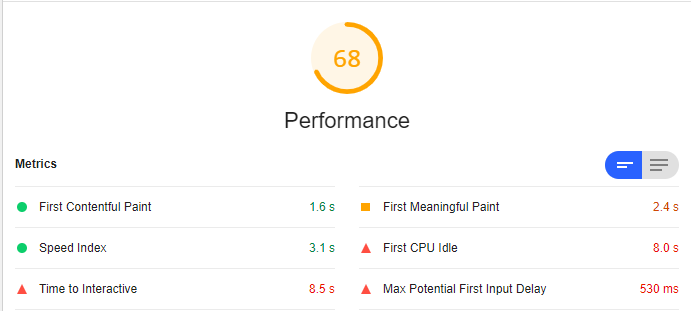 68
Performance
Metrics
First Contentful Paint 1.6 s
First Meaningful Paint 2.4 s
Speed Index 3.1 s
First CPU Idle 8.0 s
Time to Interactive 8.5 s
Max Potential First Input Delay 530 ms